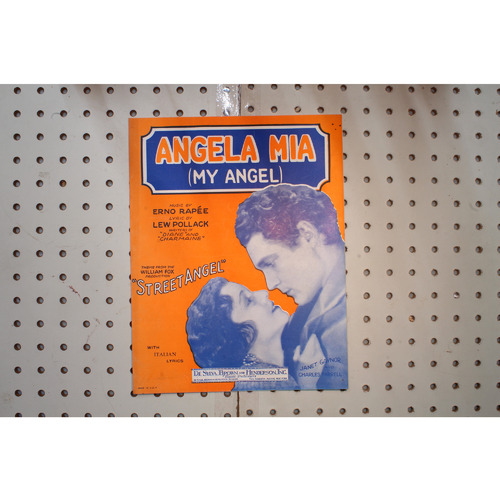 ANGELA MIA
(MY ANGEL)
MUSIC BY
ERNO RAPÉE
LYRIC BY
LEW POLLACK
WRITERS OF
"DIANE" AND
"CHARMAINE"
THEME FROM THE
WILLIAM FOX
PRODUCTION
"STREET ANGEL"
WITH
ITALIAN
LYRICS
JANET GAYNOR
CHARLES FARRELL
DE SYLVA, BROWN AND HENDERSON, INC.